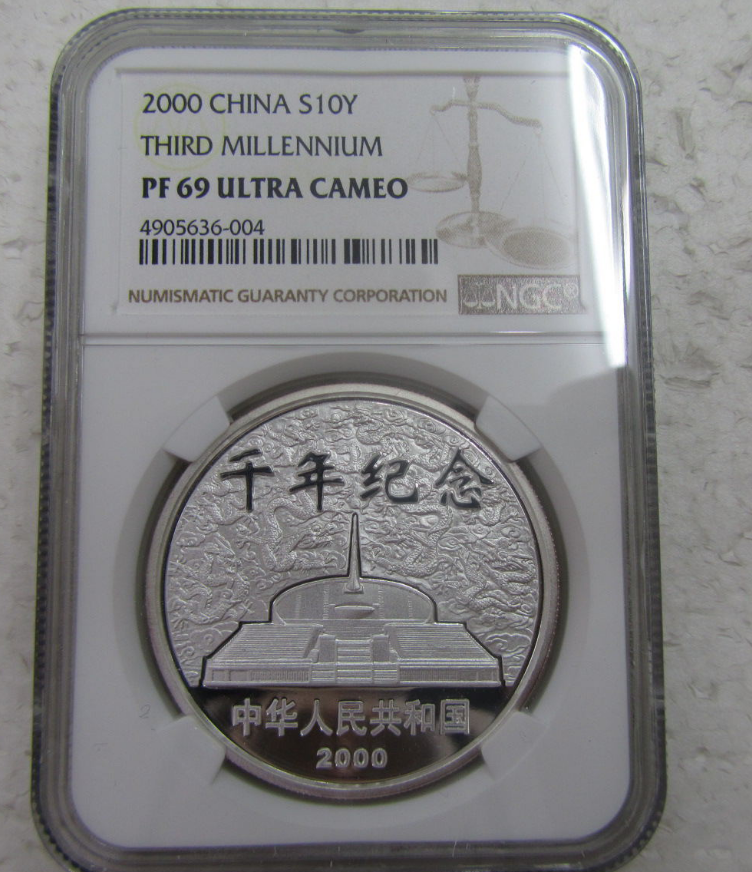 2000 CHINA S10Y
THIRD MILLENNIUM
PF 69 ULTRA CAMEO
4905636-004
NUMISMATIC GUARANTY CORPORATION
NGC®
千年纪念
中华人民共和国
2000